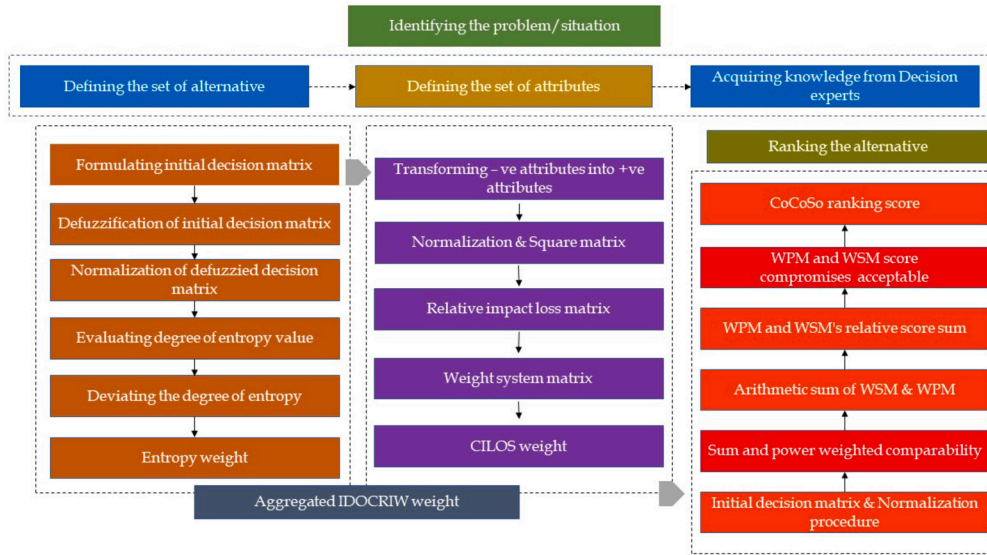 Identifying the problem/situation
Defining the set of alternative
Defining the set of attributes
Acquiring knowledge from Decision
experts
Formulating initial decision matrix
Defuzzification of initial decision matrix
Normalization of defuzzied decision
matrix
Evaluating degree of entropy value
Deviating the degree of entropy
Entropy weight
Transforming – ve attributes into +ve
attributes
Normalization & Square matrix
Relative impact loss matrix
Weight system matrix
CILOS weight
Aggregated IDOCRIW weight
Ranking the alternative
CoCoSo ranking score
WPM and WSM score
compromises acceptable
WPM and WSM's relative score sum
Arithmetic sum of WSM & WPM
Sum and power weighted comparability
Initial decision matrix & Normalization
procedure